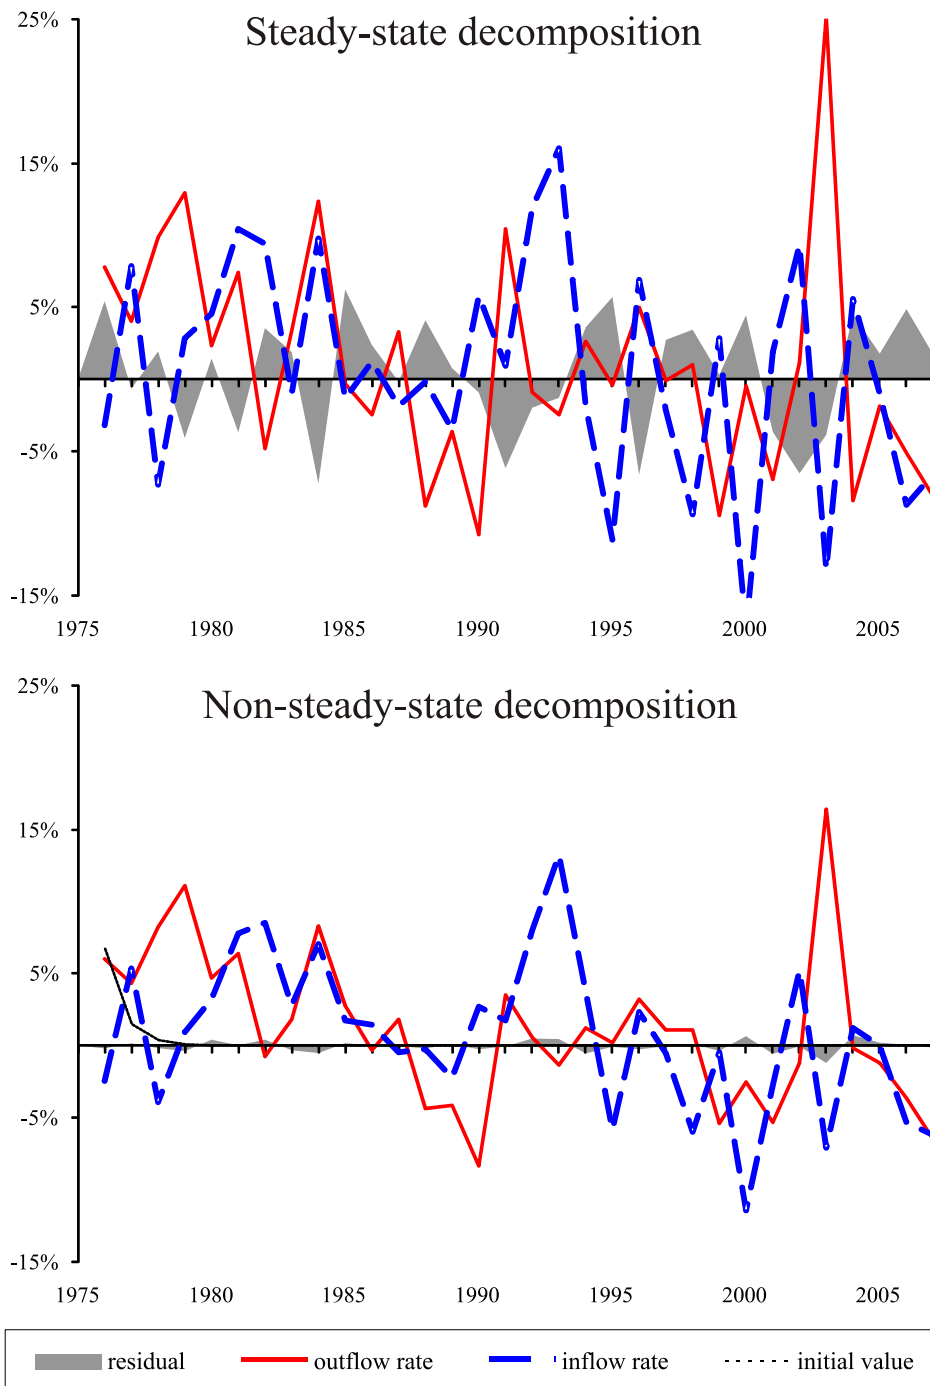 Steady-state decomposition
25%
15%
5%
-5%
-15%
1975 1980 1985 1990 1995 2000 2005
Non-steady-state decomposition
25%
15%
5%
-5%
-15%
1975 1980 1985 1990 1995 2000 2005
residual outflow rate inflow rate initial value